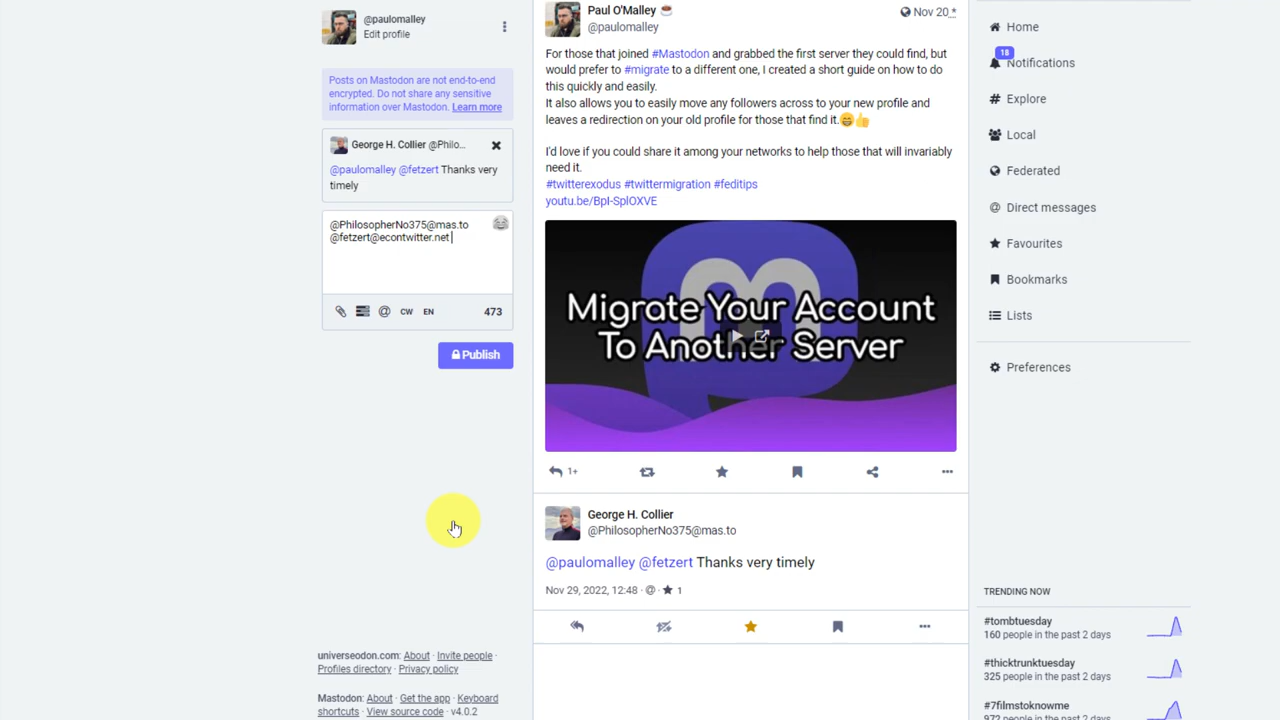 @paulomalley
Edit profile
Posts on Mastodon are not end-to-end
encrypted. Do not share any sensitive
information over Mastodon. Learn more
George H. Collier @Philo...
@paulomalley @fetzert Thanks very
timely
@PhilosopherNo375@mas.to
@fetzert@econtwitter.net
CW EN 473
Publish
universeodon.com: About · Invite people ·
Profiles directory · Privacy policy
Mastodon: About · Get the app · Keyboard
shortcuts · View source code · v4.0.2
Paul O'Malley
Nov 20 *
@paulomalley
For those that joined #Mastodon and grabbed the first server they could find, but
would prefer to #migrate to a different one, I created a short guide on how to do
this quickly and easily.
It also allows you to easily move any followers across to your new profile and
leaves a redirection on your old profile for those that find it.
I'd love if you could share it among your networks to help those that will invariably
need it.
#twitterexodus #twittermigration #feditips
youtu.be/BpI-SplOXVE
Migrate Your Account
To Another Server
1+
George H. Collier
@PhilosopherNo375@mas.to
@paulomalley @fetzert Thanks very timely
Nov 29, 2022, 12:48 · @ · 1
Home
18
Notifications
# Explore
Local
Federated
@ Direct messages
Favourites
Bookmarks
Lists
Preferences
TRENDING NOW
#tombtuesday
160 people in the past 2 days
#thicktrunktuesday
325 people in the past 2 days
#7filmstoknowme
972 people in the past 2 days